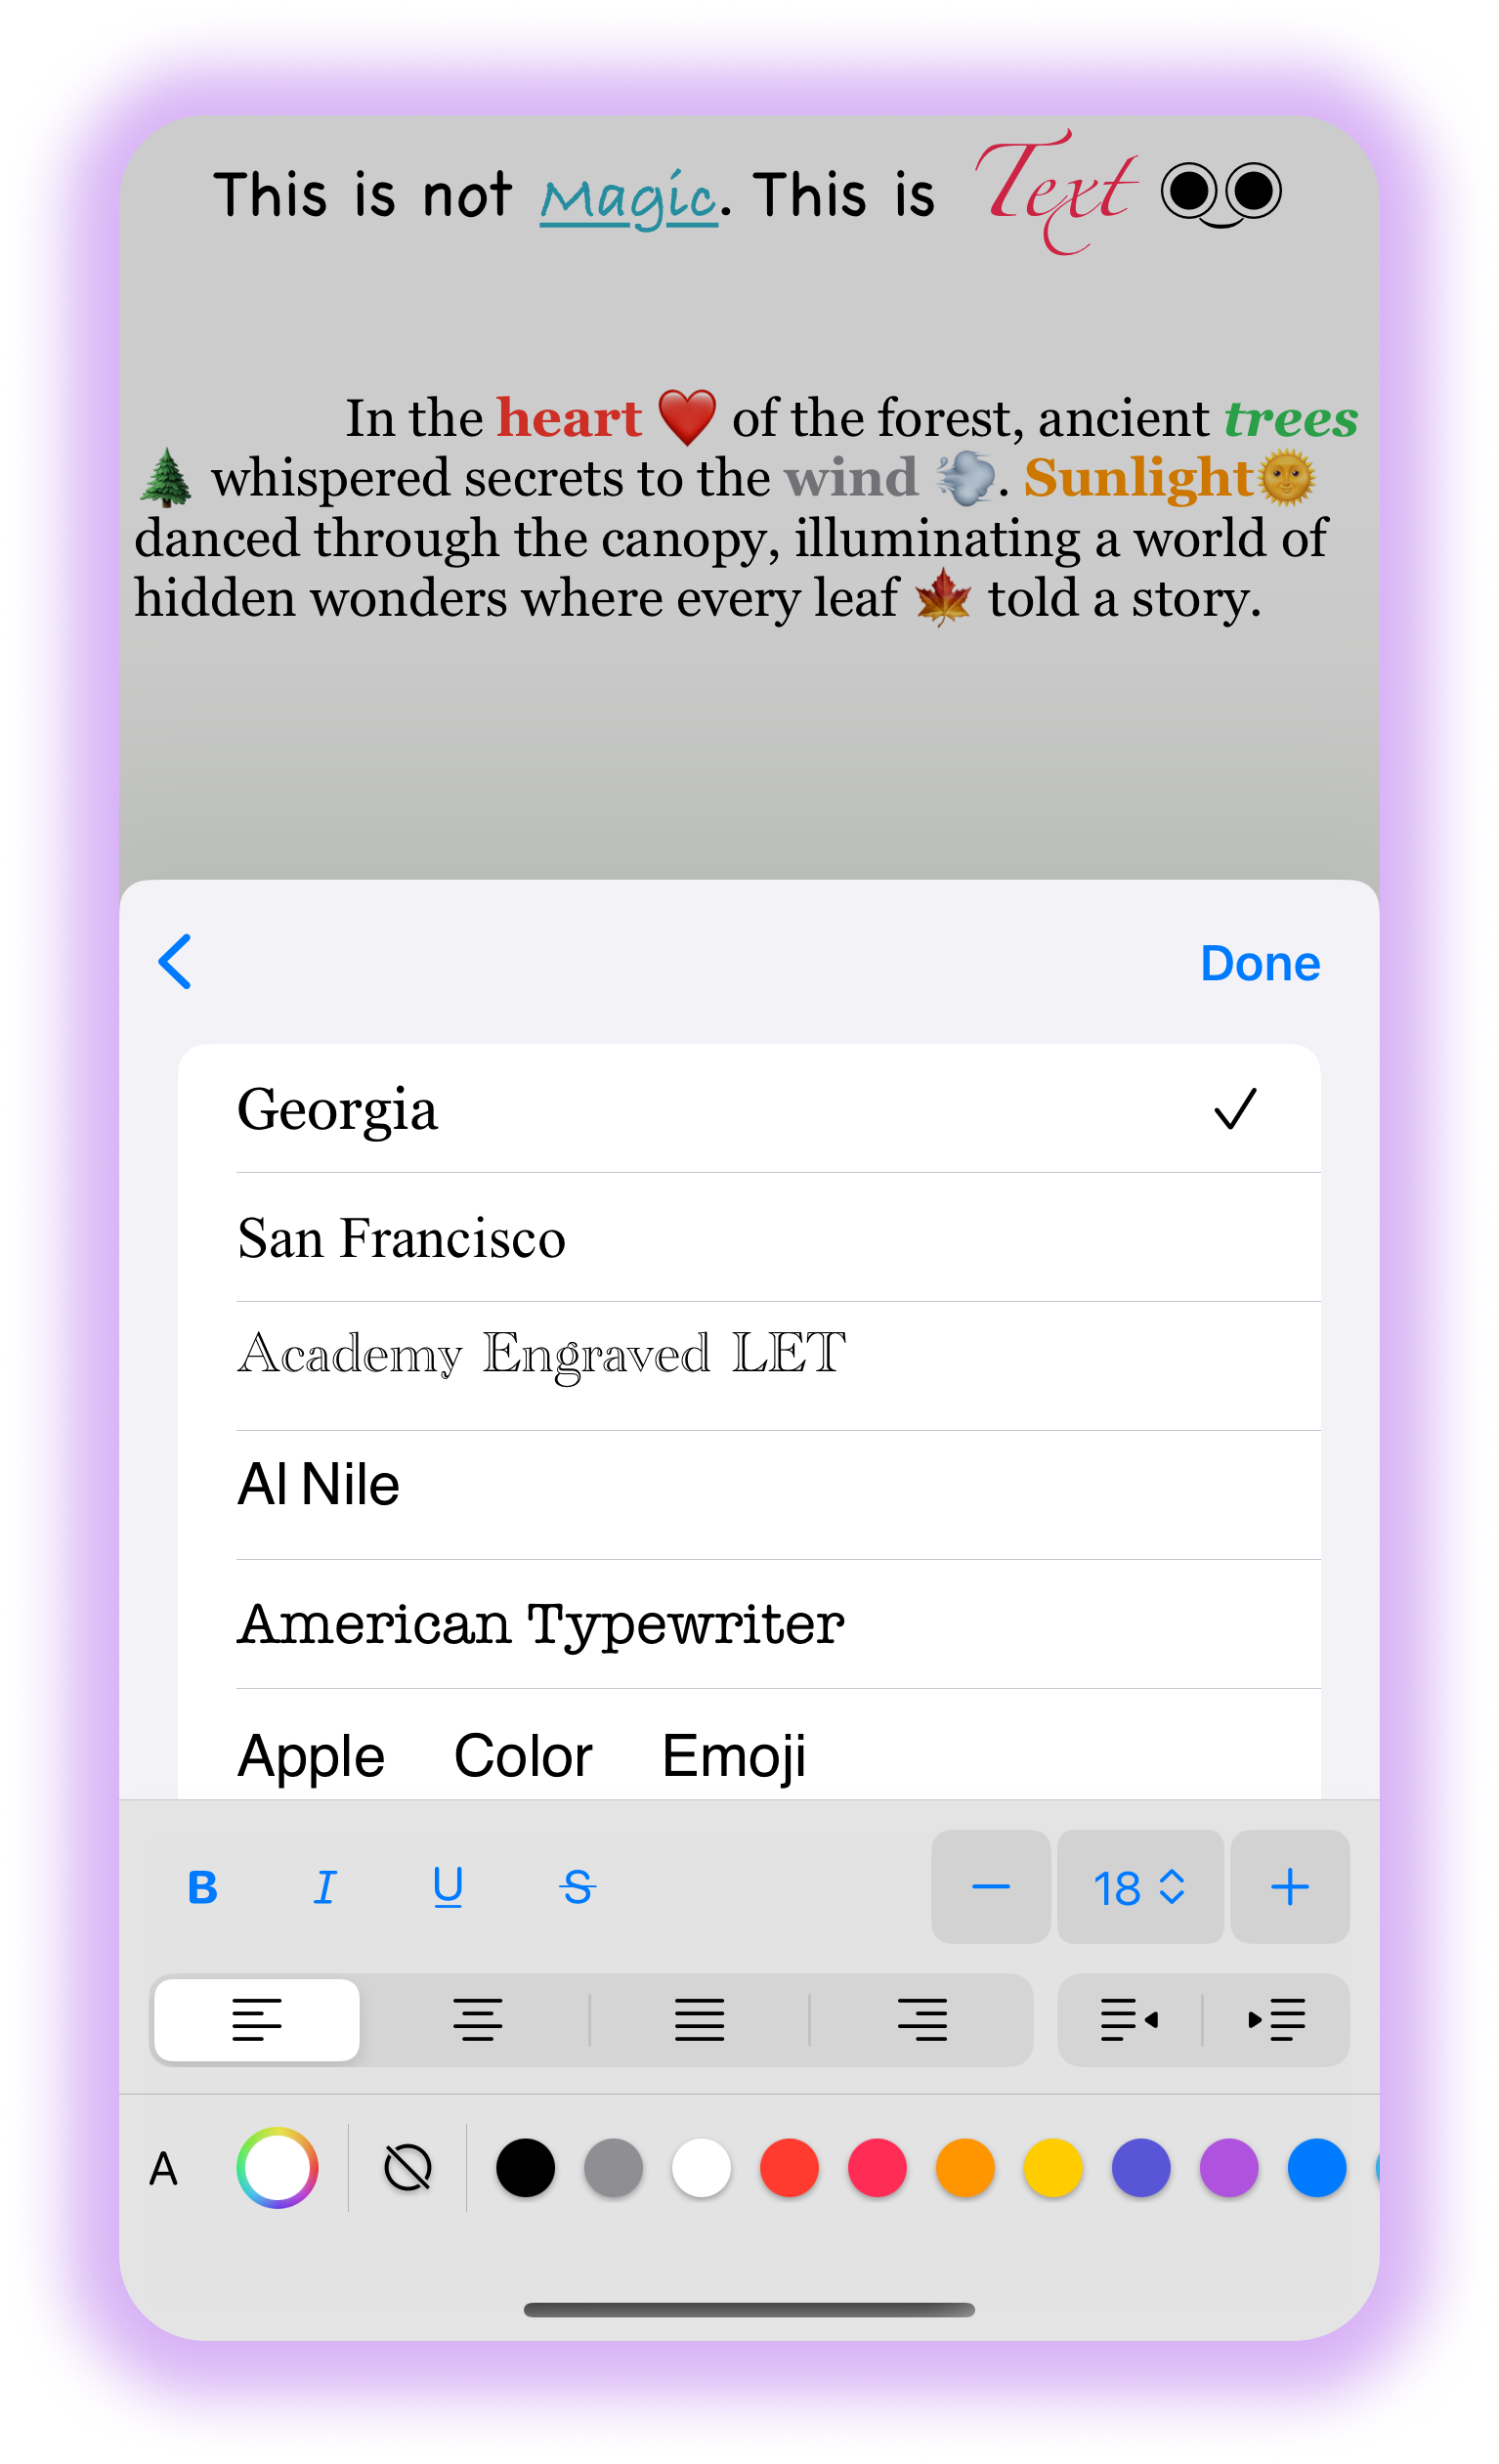 This is not Magic. This is Text
In the heart ❤️ of the forest, ancient trees
🌲 whispered secrets to the wind 💨. Sunlight🌞
danced through the canopy, illuminating a world of
hidden wonders where every leaf 🍁 told a story.
Done
Georgia
San Francisco
Academy Engraved LET
Al Nile
American Typewriter
Apple Color Emoji
B I U S 18
A